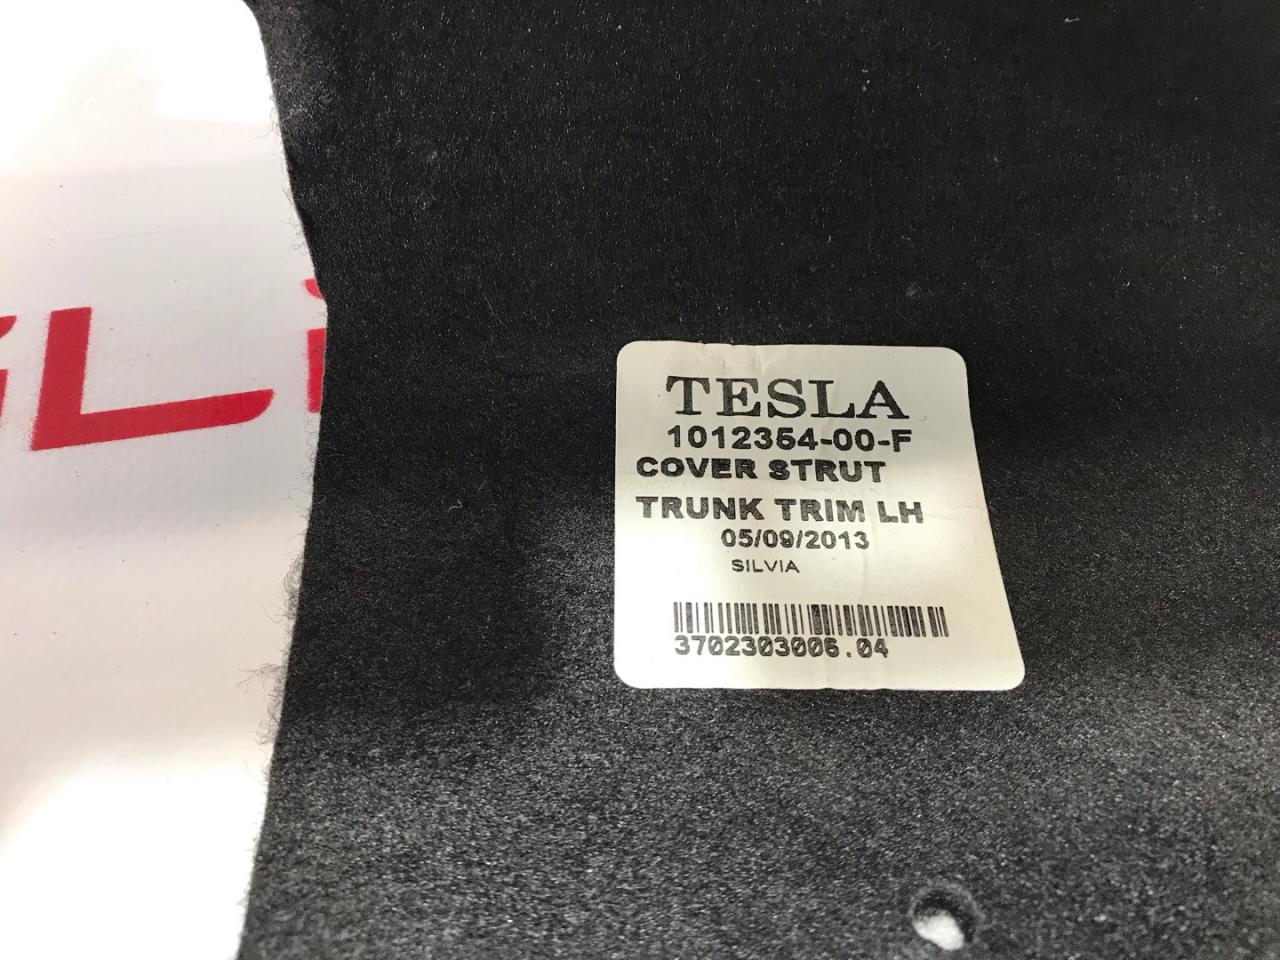 TESLA
1012354-00-F
COVER STRUT
TRUNK TRIM LH
05/09/2013
SILVIA
3702303006.04